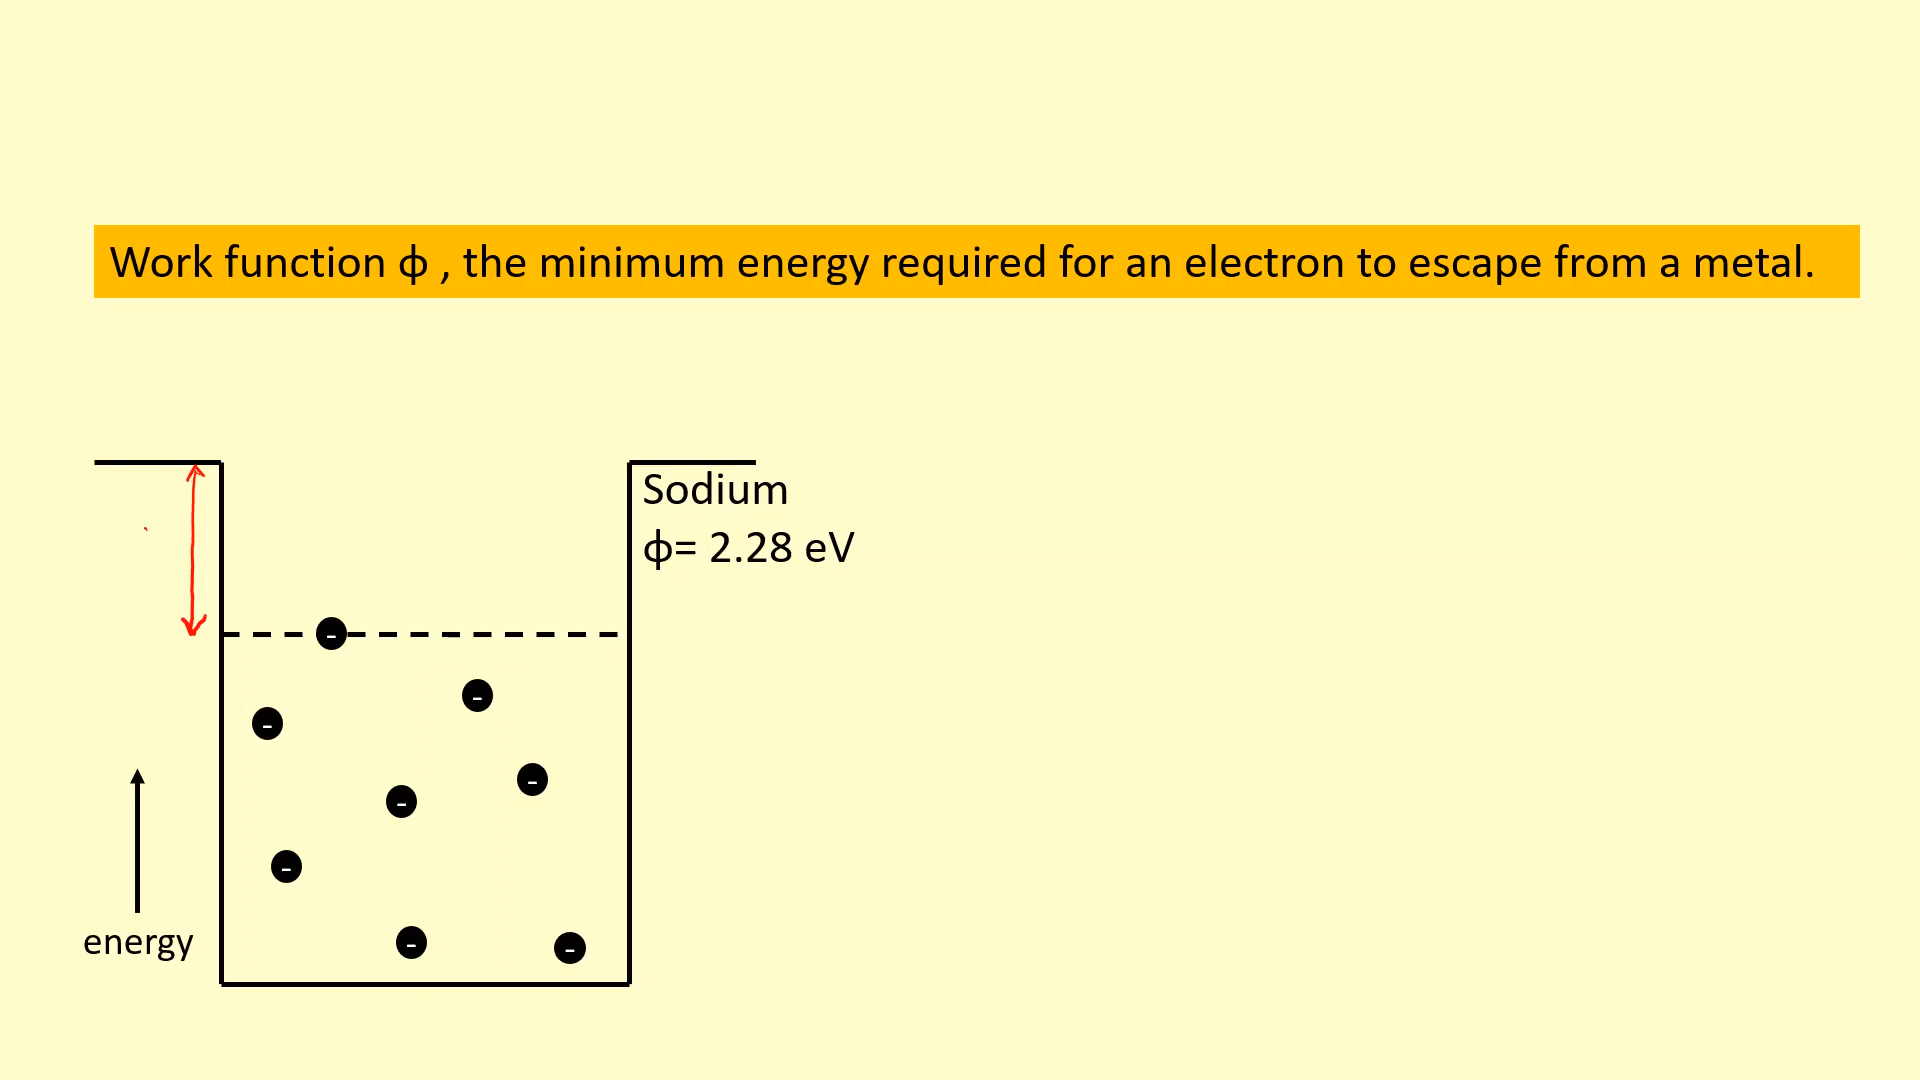 Work function ϕ , the minimum energy required for an electron to escape from a metal.
Sodium
ϕ= 2.28 eV
-
-
-
-
-
-
-
-
energy